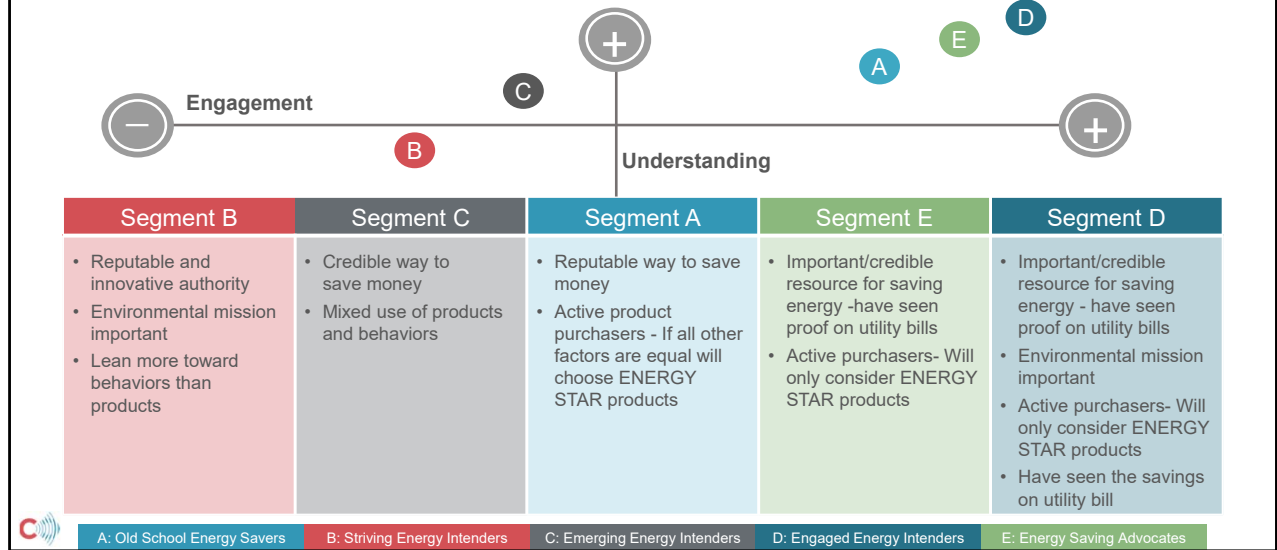 D
+
E
A
C
Engagement
−
+
B
Understanding
Segment B
Segment C
Segment A
Segment E
Segment D
• Reputable and
innovative authority
• Environmental mission
important
• Lean more toward
behaviors than
products
• Credible way to
save money
• Mixed use of products
and behaviors
• Reputable way to save
money
• Active product
purchasers - If all other
factors are equal will
choose ENERGY
STAR products
• Important/credible
resource for saving
energy -have seen
proof on utility bills
• Active purchasers- Will
only consider ENERGY
STAR products
• Important/credible
resource for saving
energy - have seen
proof on utility bills
• Environmental mission
important
• Active purchasers- Will
only consider ENERGY
STAR products
• Have seen the savings
on utility bill
C
A: Old School Energy Savers
B: Striving Energy Intenders
C: Emerging Energy Intenders
D: Engaged Energy Intenders
E: Energy Saving Advocates